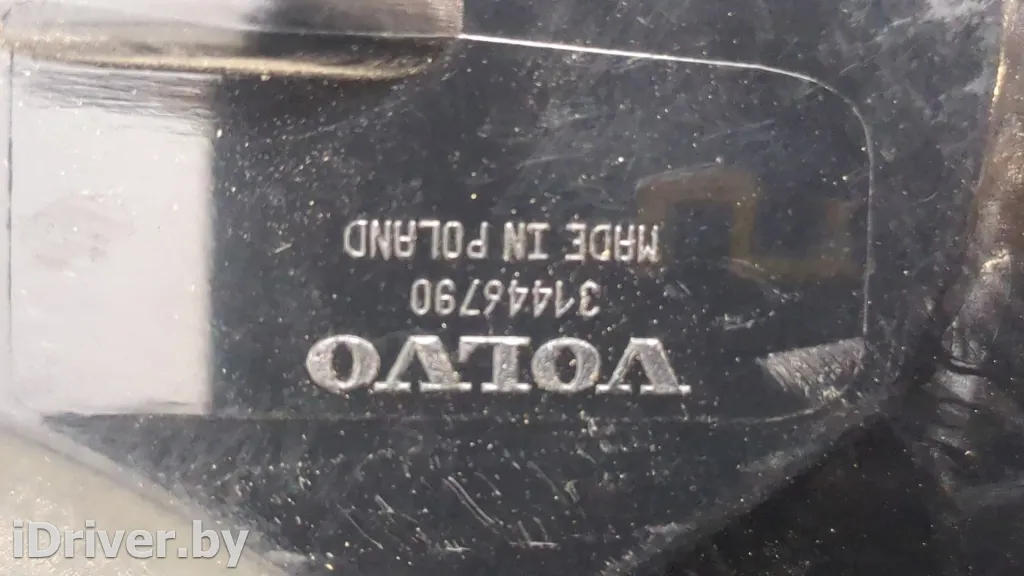 VOLVO
31446790
MADE IN POLAND
iDriver.by